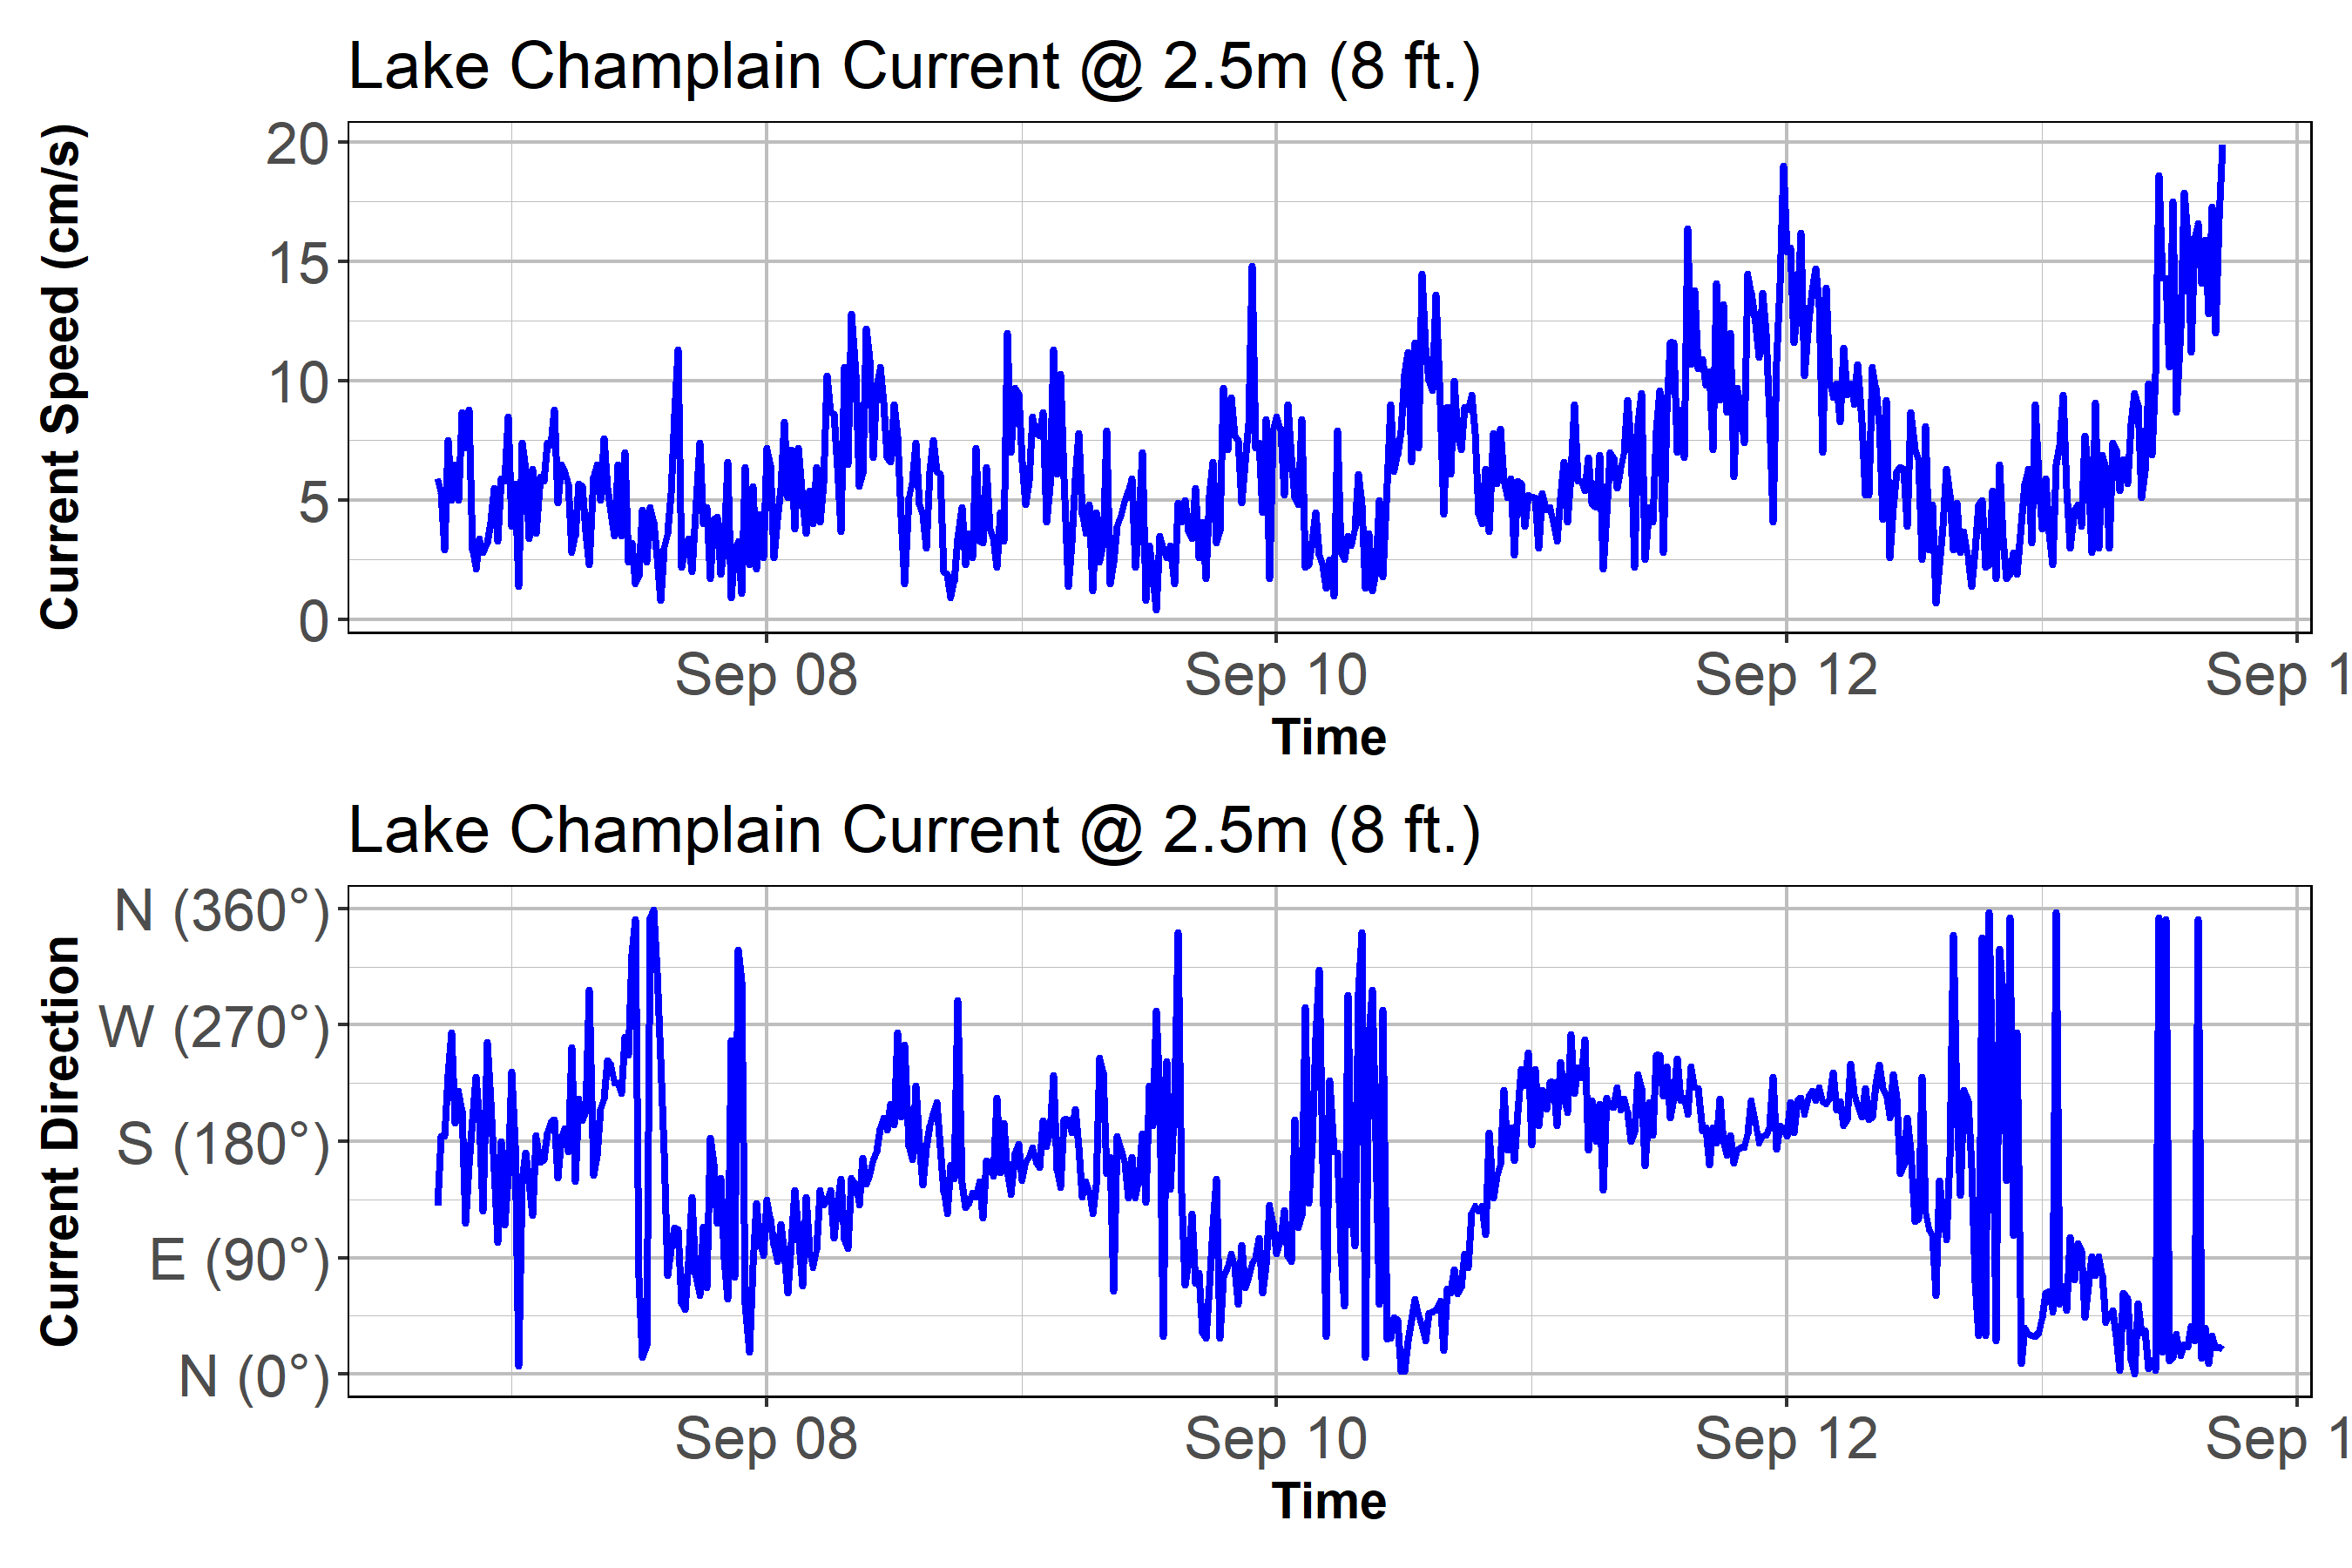 Lake Champlain Current @ 2.5m (8 ft.)
Current Speed (cm/s)
20
15
10
5
0
Sep 08 Sep 10 Sep 12 Sep 1
Time
Lake Champlain Current @ 2.5m (8 ft.)
Current Direction
N (360°)
W (270°)
S (180°)
E (90°)
N (0°)
Sep 08 Sep 10 Sep 12 Sep 1
Time